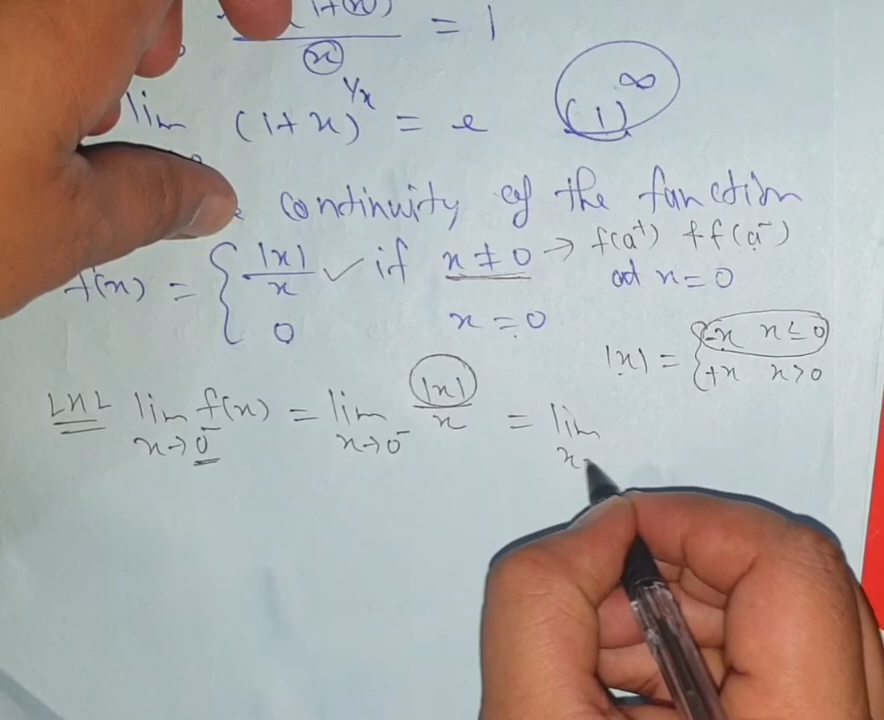 (1+x)
x = 1
lim (1+x)^1/x = e (1)^∞
continuity of the function
f(x) = { |x|/x ✓ if x ≠ 0 → f(a⁺) & f(a⁻)
at x = 0
0 x = 0
|x| = { -x x ≤ 0
+x x > 0
LHL lim f(x) = lim |x|/x = lim
x→0⁻ x→0⁻ x